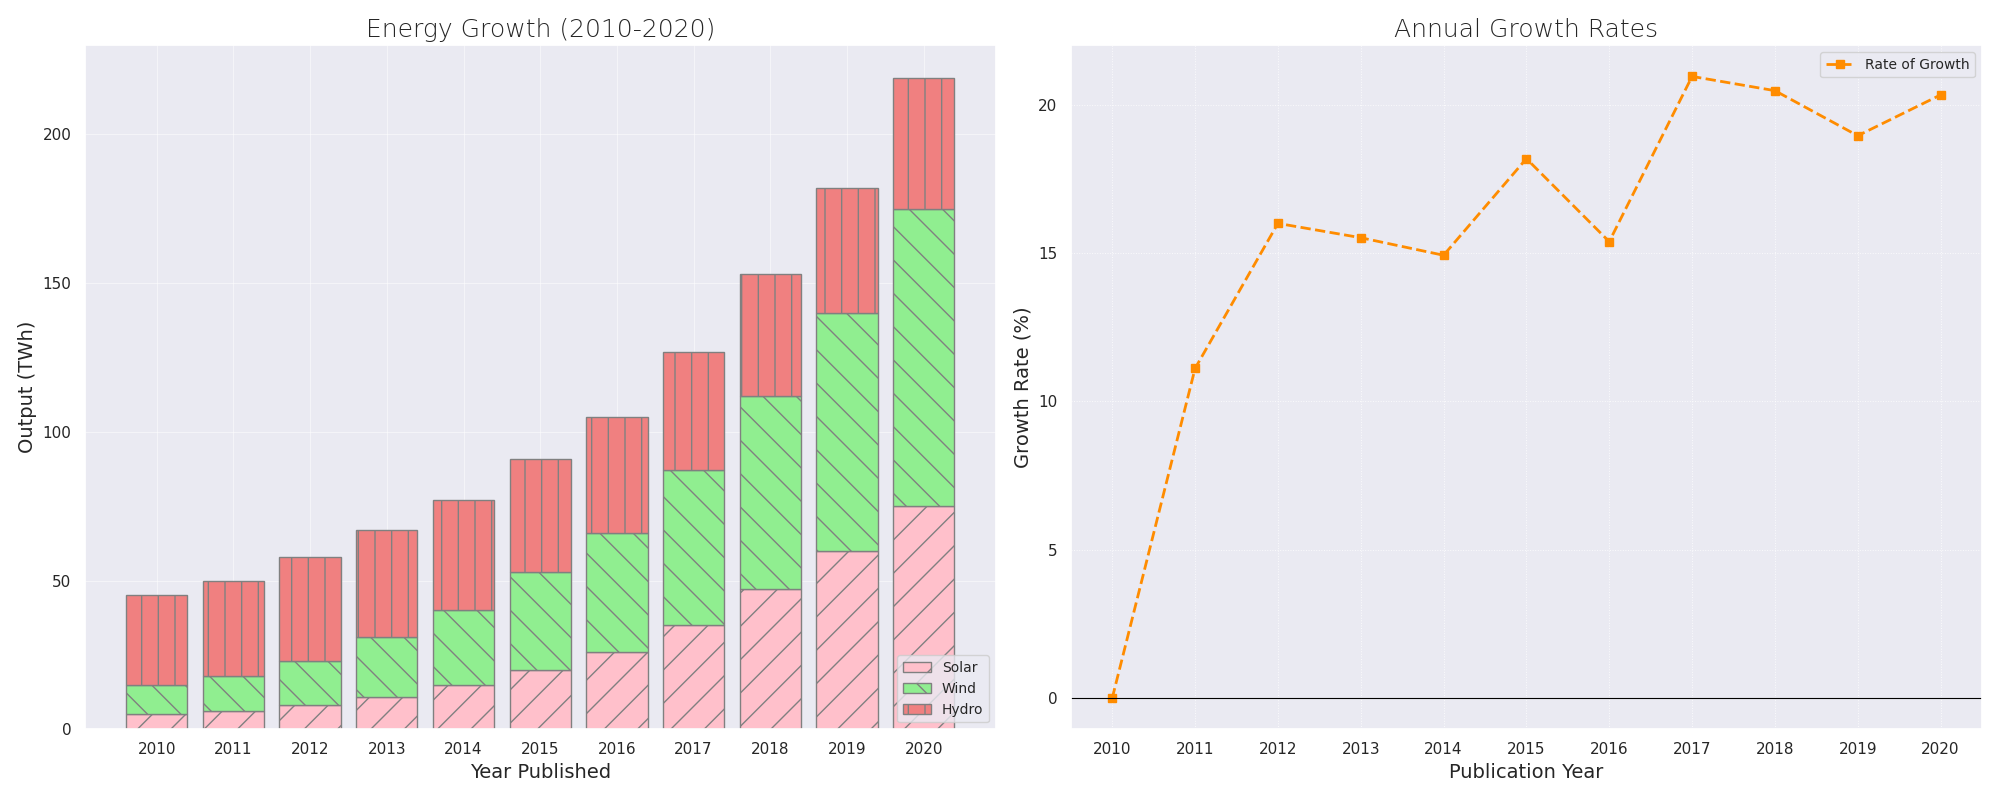 Energy Growth (2010-2020)
Output (TWh)
200
150
100
50
0
2010 2011 2012 2013 2014 2015 2016 2017 2018 2019 2020
Year Published
Solar
Wind
Hydro
Annual Growth Rates
Rate of Growth
Growth Rate (%)
20
15
10
5
0
2010 2011 2012 2013 2014 2015 2016 2017 2018 2019 2020
Publication Year